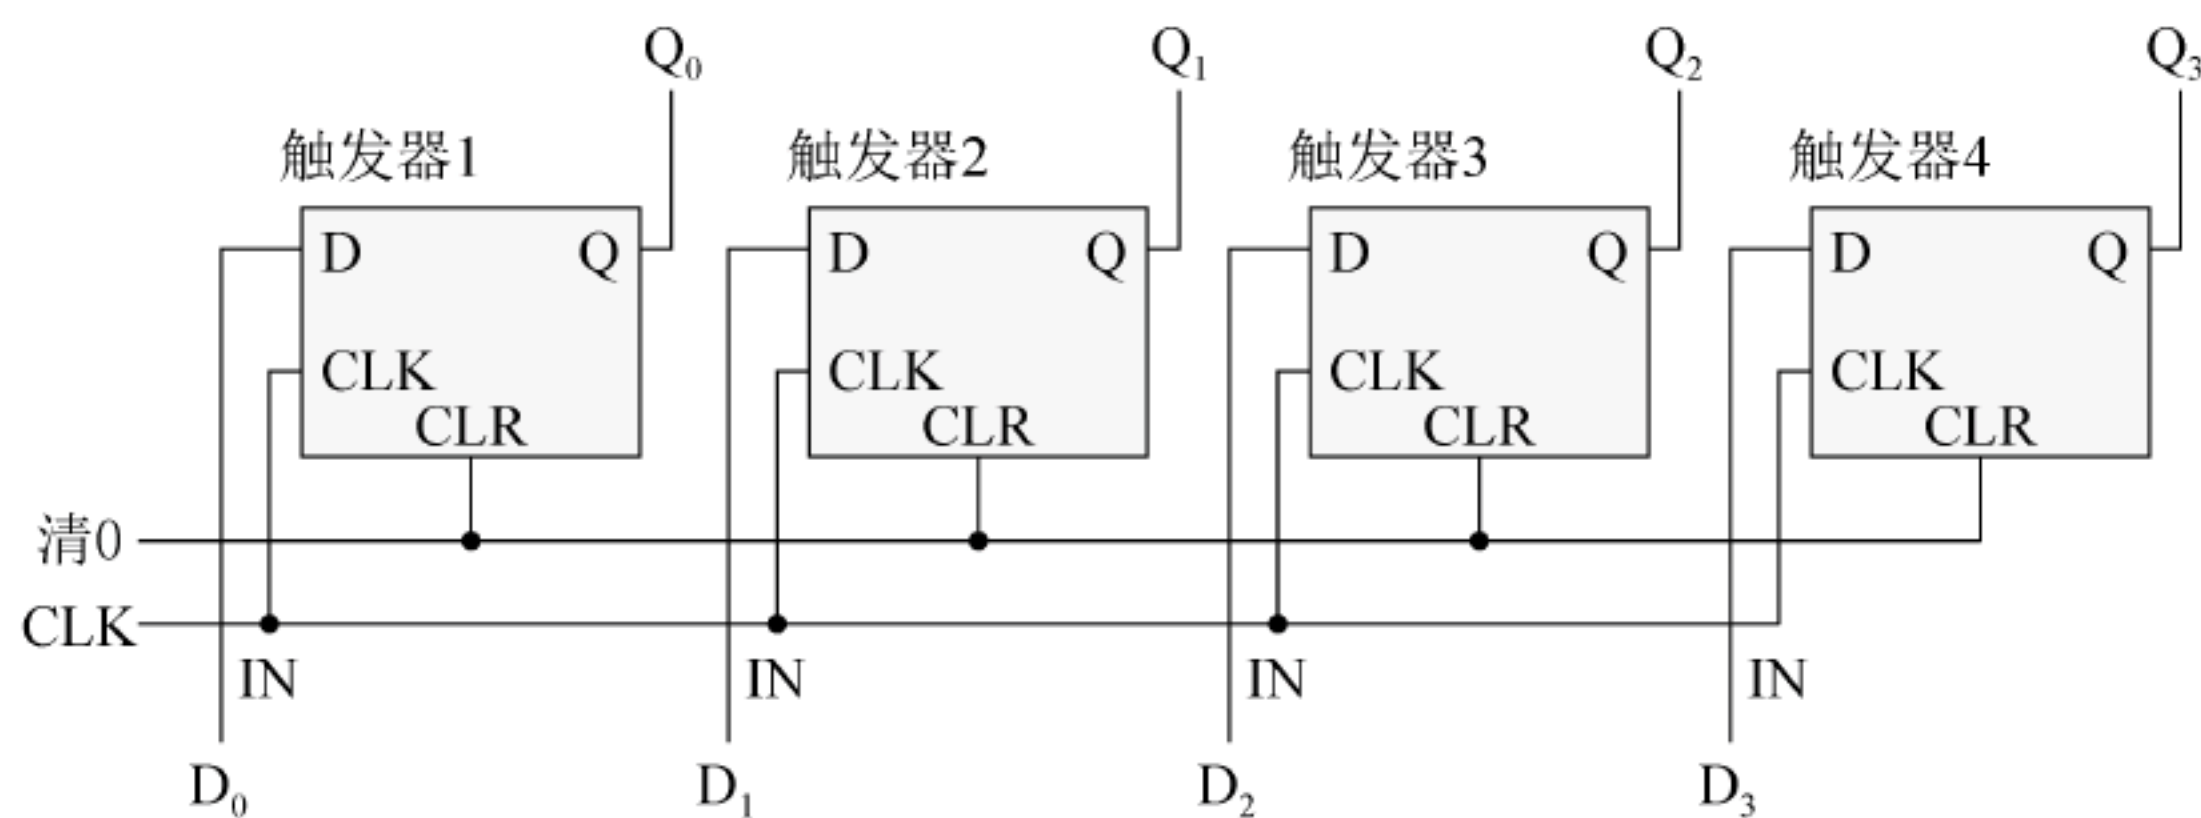 Q₀ Q₁ Q₂ Q₃
触发器1 触发器2 触发器3 触发器4
D Q D Q D Q D Q
CLK CLK CLK CLK
CLR CLR CLR CLR
清0
CLK
IN IN IN IN
D₀ D₁ D₂ D₃